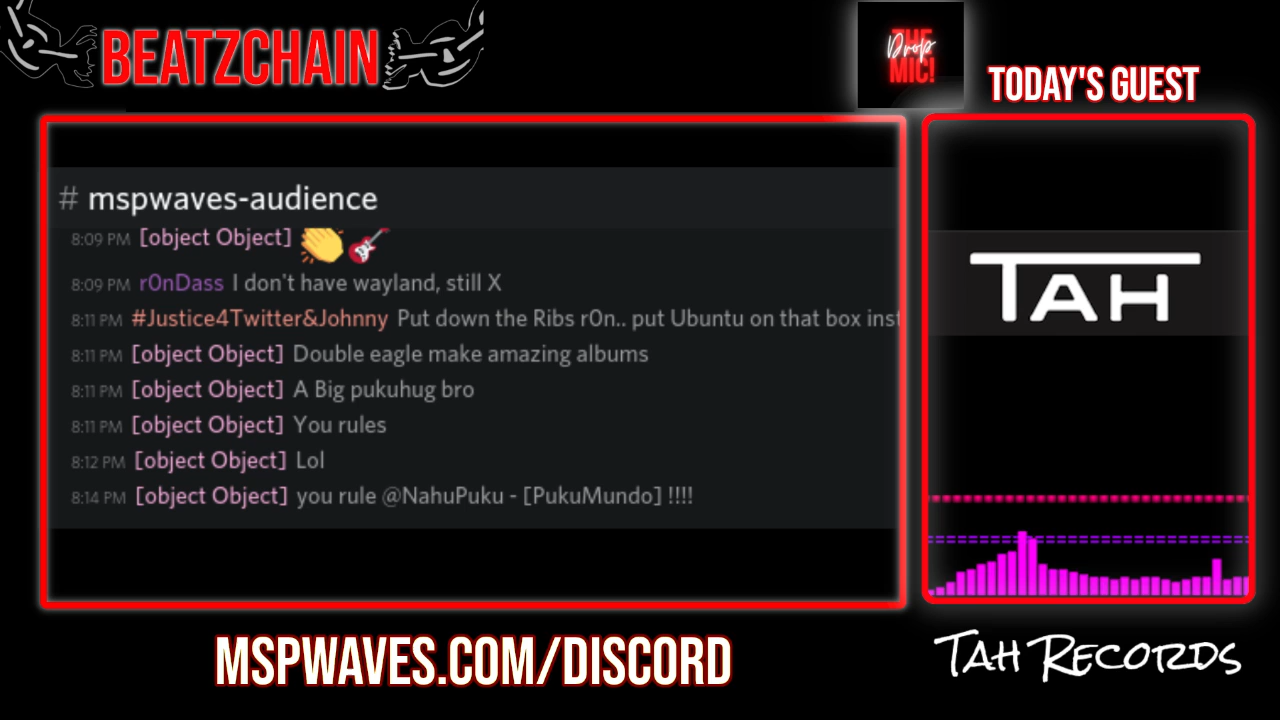 BEATZCHAIN
THE
Drop
MIC!
TODAY'S GUEST
# mspwaves-audience
8:09 PM [object Object] 👏🎸
8:09 PM r0nDass I don't have wayland, still X
8:11 PM #Justice4Twitter&Johnny Put down the Ribs r0n.. put Ubuntu on that box inst
8:11 PM [object Object] Double eagle make amazing albums
8:11 PM [object Object] A Big pukuhug bro
8:11 PM [object Object] You rules
8:12 PM [object Object] Lol
8:14 PM [object Object] you rule @NahuPuku - [PukuMundo] !!!!
TAH
MSPWAVES.COM/DISCORD
TAH RECORDS